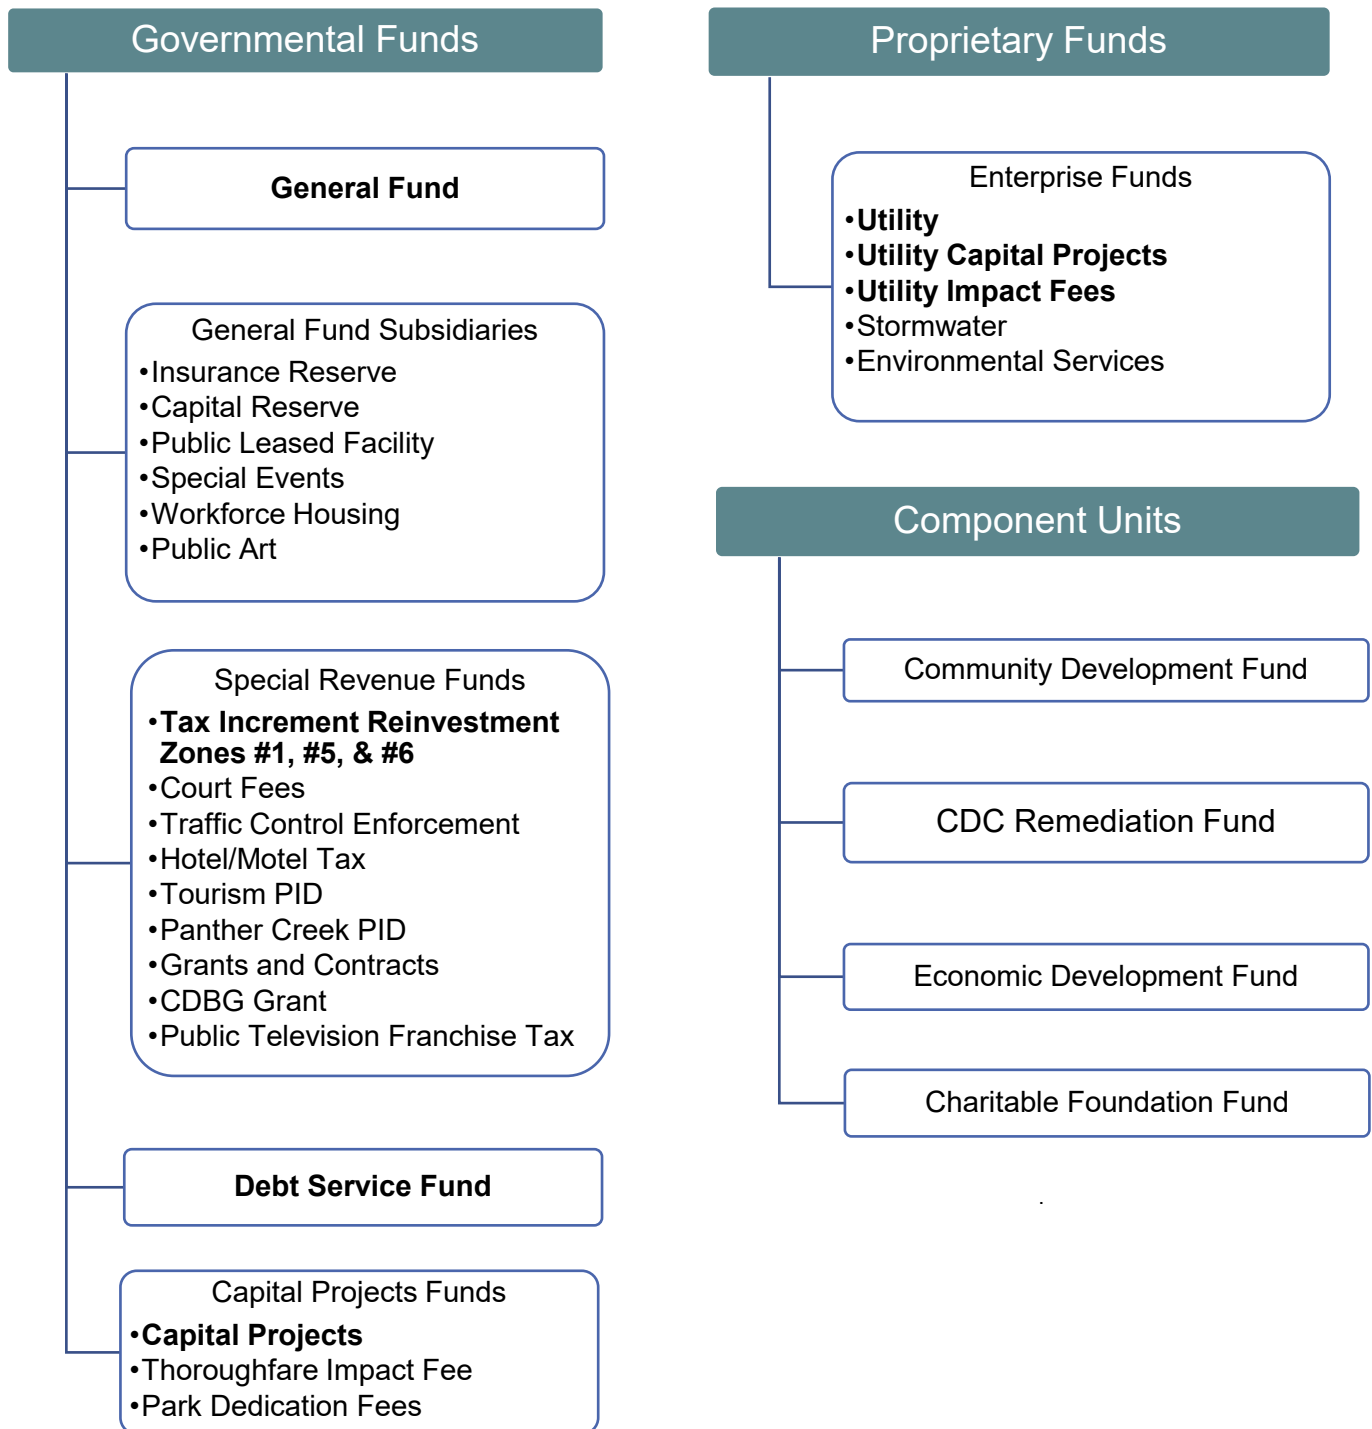 Governmental Funds
General Fund
General Fund Subsidiaries
•Insurance Reserve
•Capital Reserve
•Public Leased Facility
•Special Events
•Workforce Housing
•Public Art
Special Revenue Funds
•Tax Increment Reinvestment
Zones #1, #5, & #6
•Court Fees
•Traffic Control Enforcement
•Hotel/Motel Tax
•Tourism PID
•Panther Creek PID
•Grants and Contracts
•CDBG Grant
•Public Television Franchise Tax
Debt Service Fund
Capital Projects Funds
•Capital Projects
•Thoroughfare Impact Fee
•Park Dedication Fees
Proprietary Funds
Enterprise Funds
•Utility
•Utility Capital Projects
•Utility Impact Fees
•Stormwater
•Environmental Services
Component Units
Community Development Fund
CDC Remediation Fund
Economic Development Fund
Charitable Foundation Fund
.